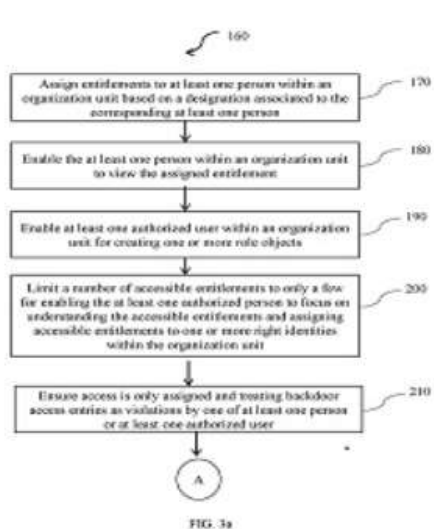 160
Assign entitlements to at least one person within an
organization unit based on a designation associated to the
corresponding at least one person
170
Enable the at least one person within an organization unit
to view the assigned entitlement
180
Enable at least one authorized user within an organization
unit for creating one or more role objects
190
Limit a number of accessible entitlements to only a few
for enabling the at least one authorized person to focus on
understanding the accessible entitlements and assigning
accessible entitlements to one or more right identities
within the organization unit
200
Ensure access is only assigned and treating backdoor
access entries as violations by one of at least one person
or at least one authorized user
210
A
FIG. 3a